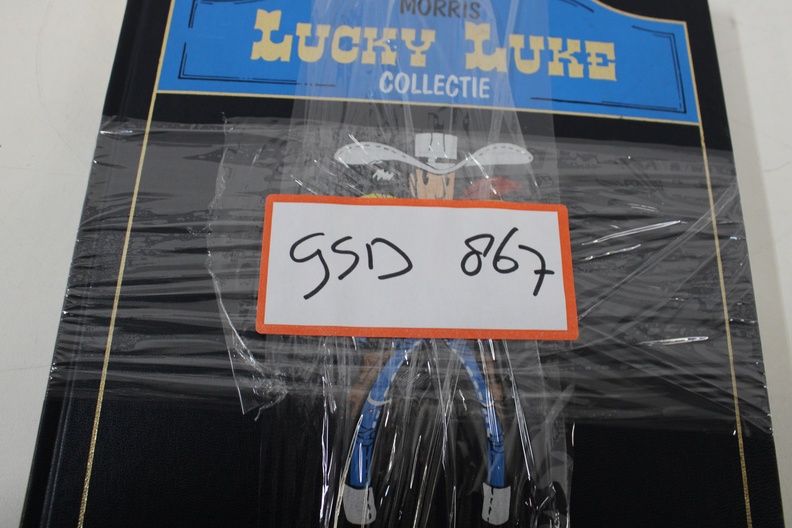 MORRIS
LUCKY LUKE
COLLECTIE
GSD 867